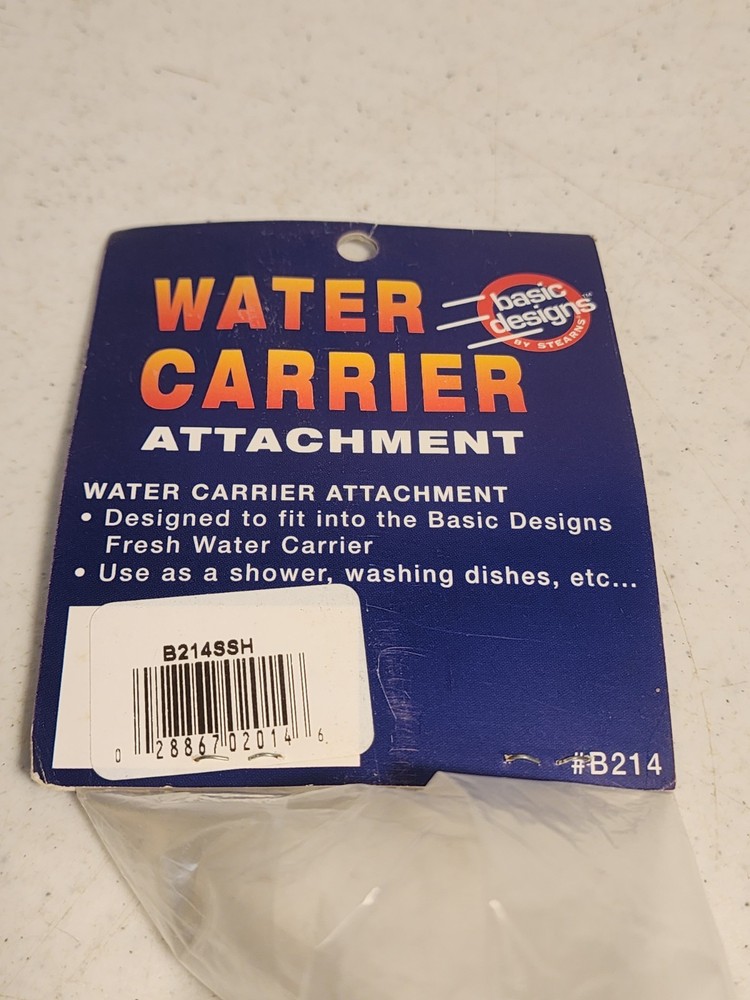 WATER
CARRIER
ATTACHMENT
basic
designs™
BY STEARNS
WATER CARRIER ATTACHMENT
• Designed to fit into the Basic Designs
Fresh Water Carrier
• Use as a shower, washing dishes, etc...
B214SSH
0 28867 02014 6
#B214